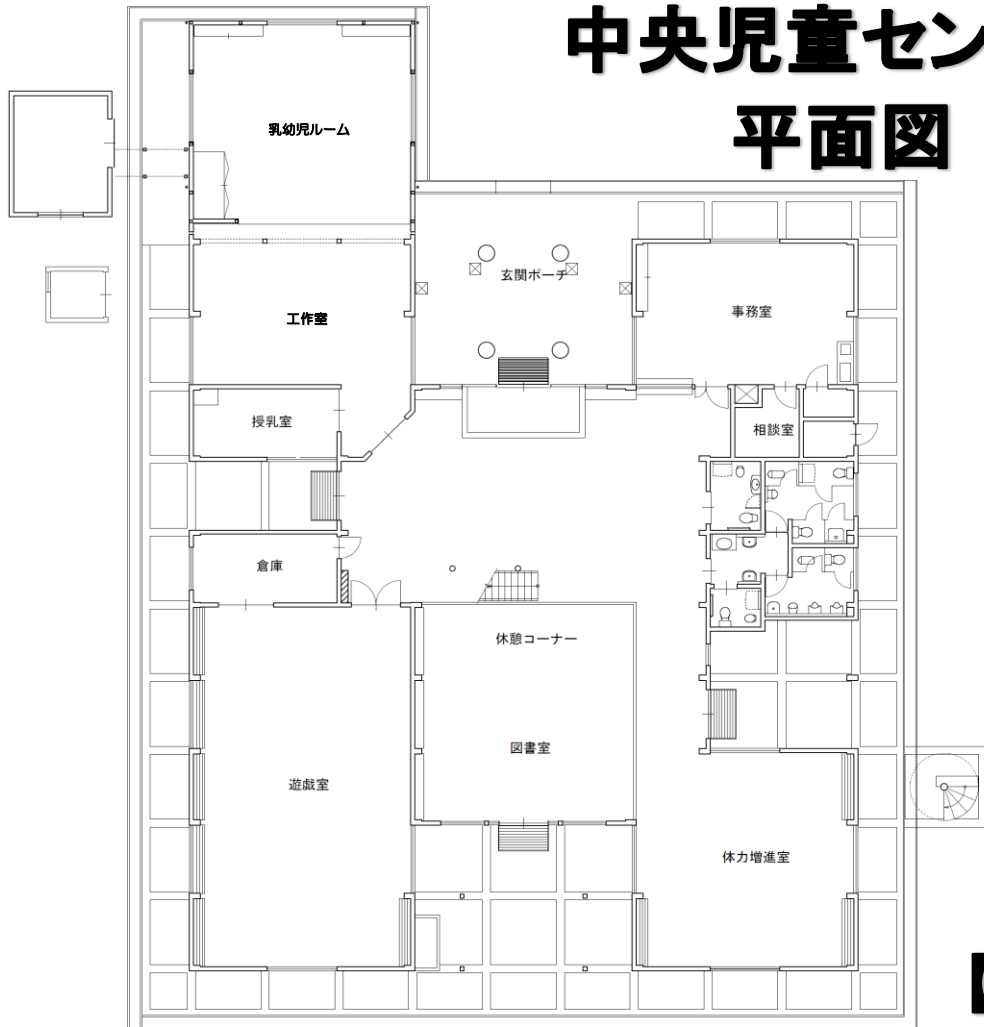 中央児童セン
平面図
乳幼児ルーム
玄関ポーチ
事務室
工作室
授乳室
相談室
倉庫
休憩コーナー
図書室
遊戯室
体力増進室